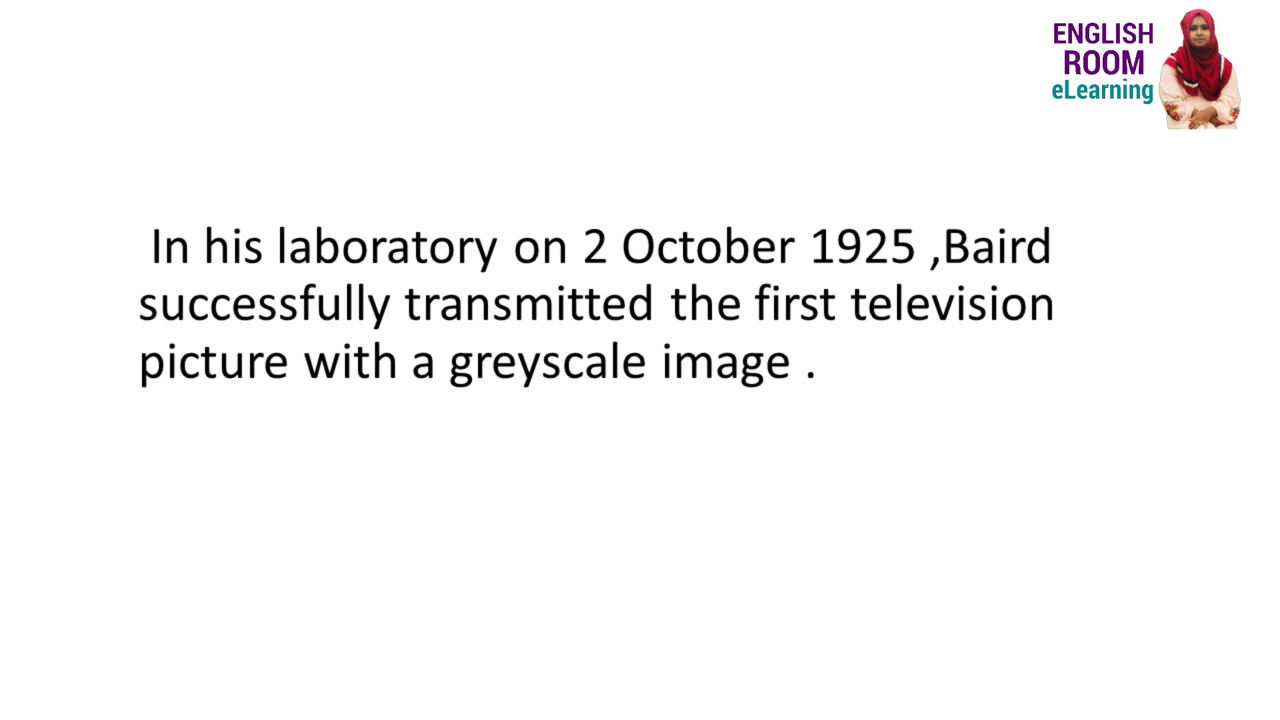 ENGLISH
ROOM
eLearning
In his laboratory on 2 October 1925 ,Baird
successfully transmitted the first television
picture with a greyscale image .